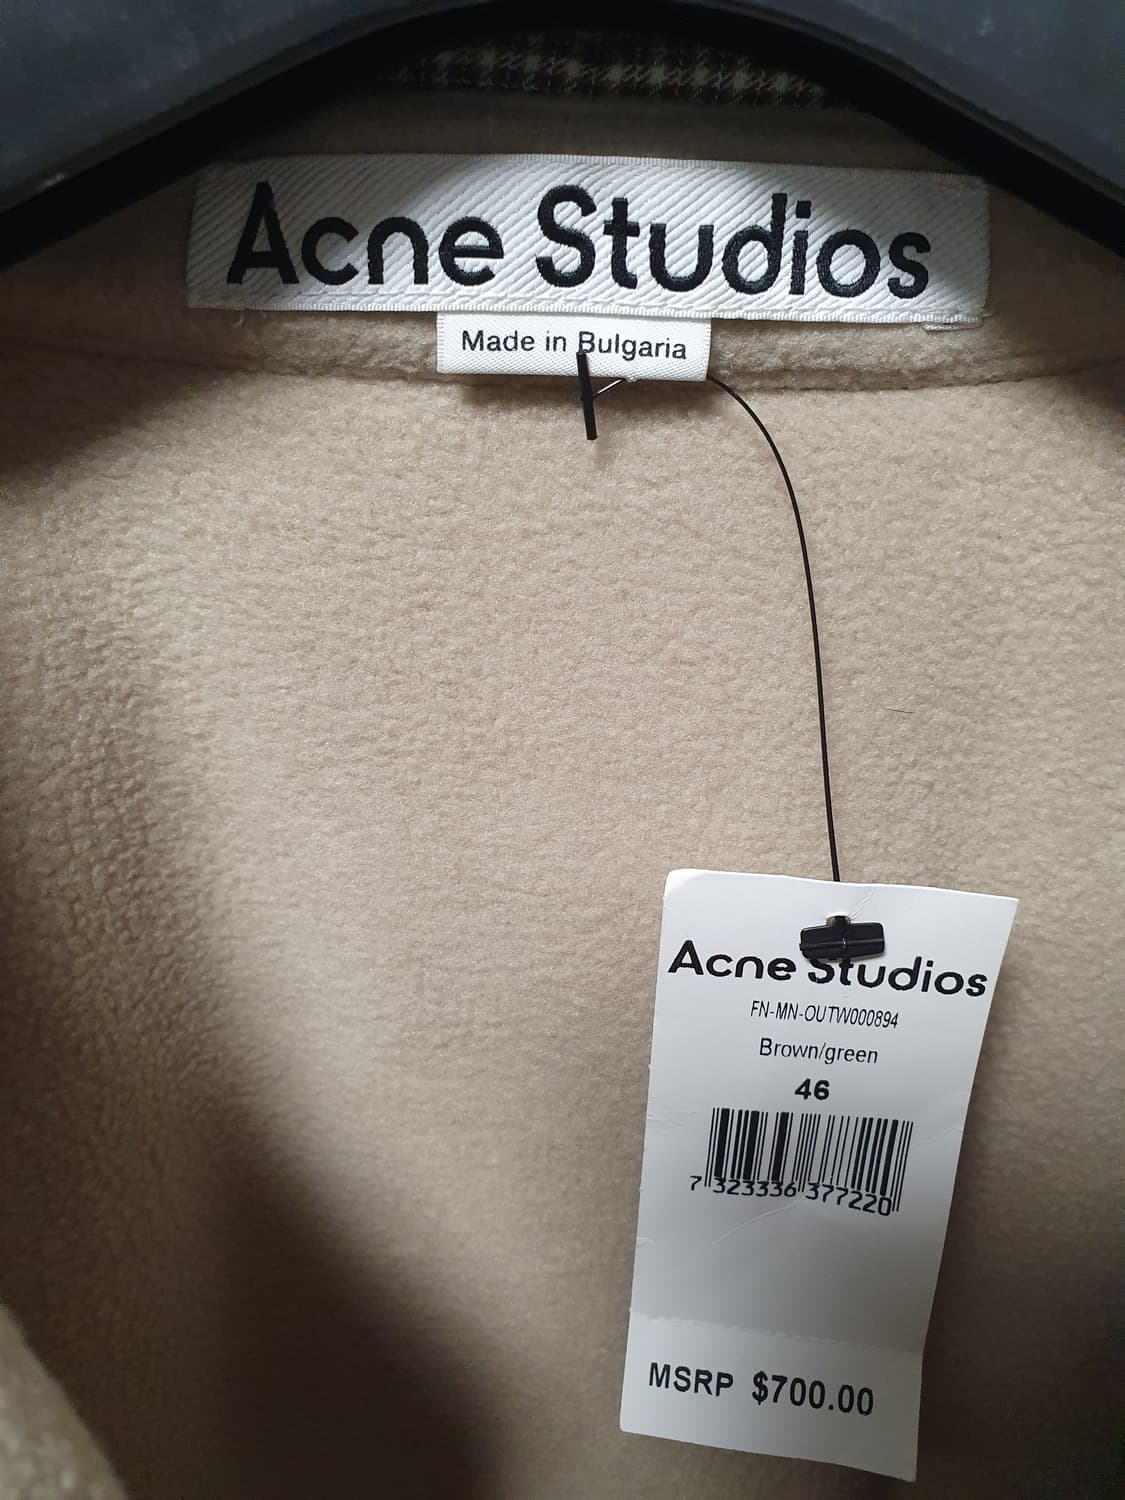 Acne Studios
Made in Bulgaria
Acne Studios
FN-MN-OUTW000894
Brown/green
46
7 323336 377220
MSRP $700.00